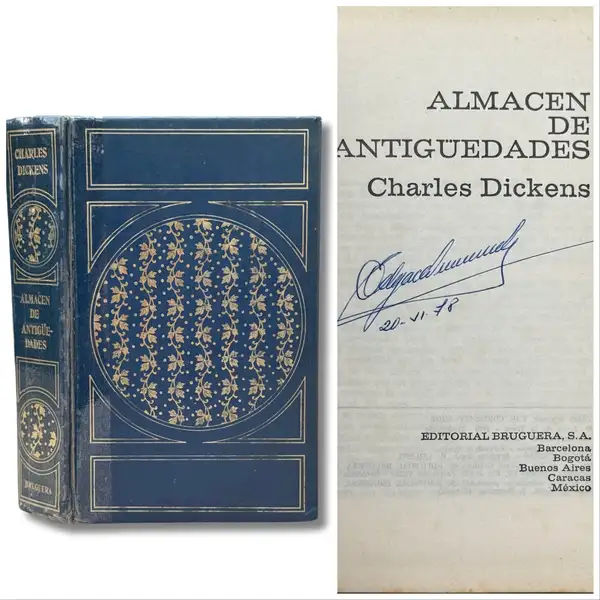 CHARLES
DICKENS
ALMACEN
DE
ANTIGÜE-
DADES
BRUGUERA
ALMACEN
DE
ANTIGÜEDADES
Charles Dickens
20-VI-78
EDITORIAL BRUGUERA, S.A.
Barcelona
Bogotá
Buenos Aires
Caracas
México